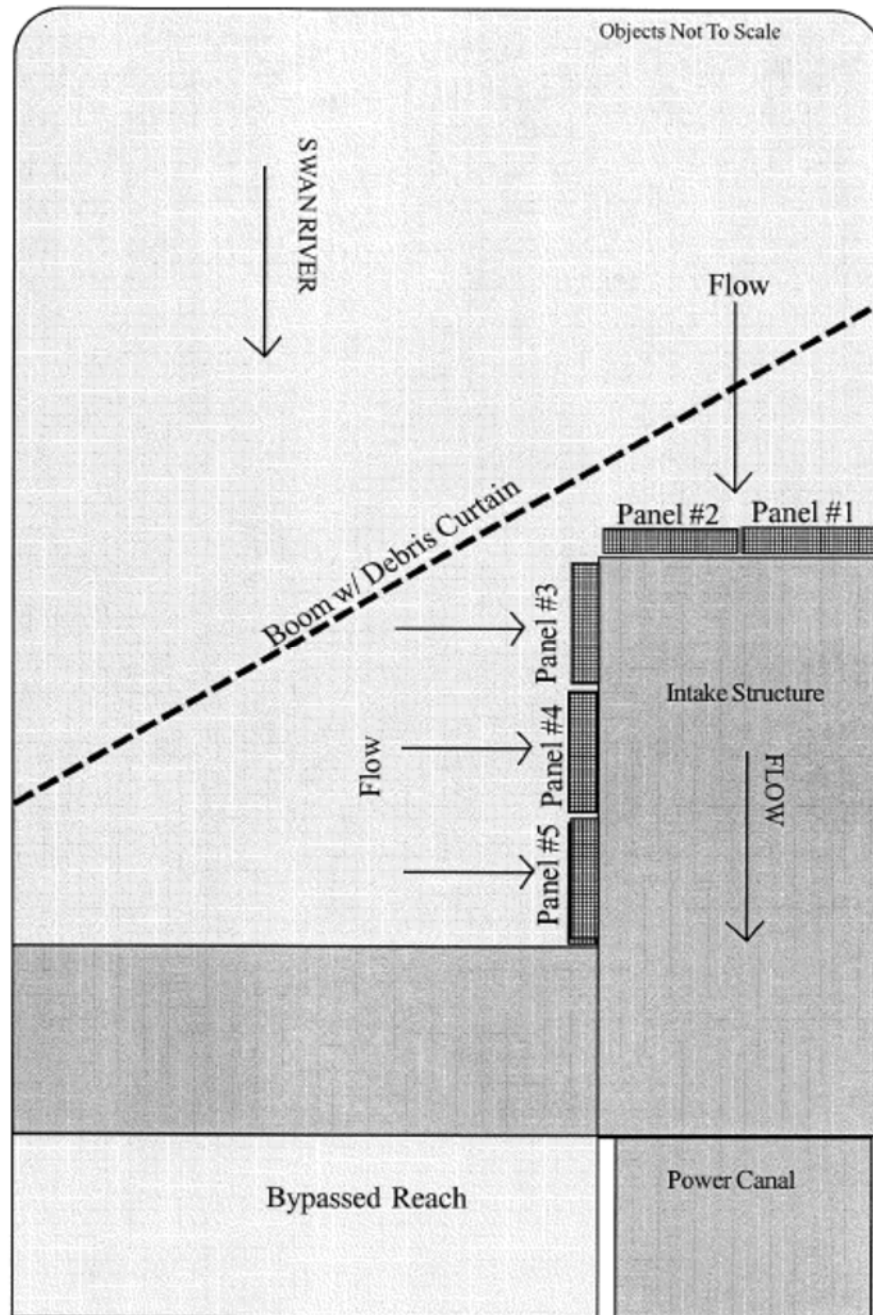 Objects Not To Scale
SWAN RIVER
Flow
Boom w/ Debris Curtain
Panel #2
Panel #1
Panel #3
Panel #4
Panel #5
Flow
Intake Structure
FLOW
Bypassed Reach
Power Canal